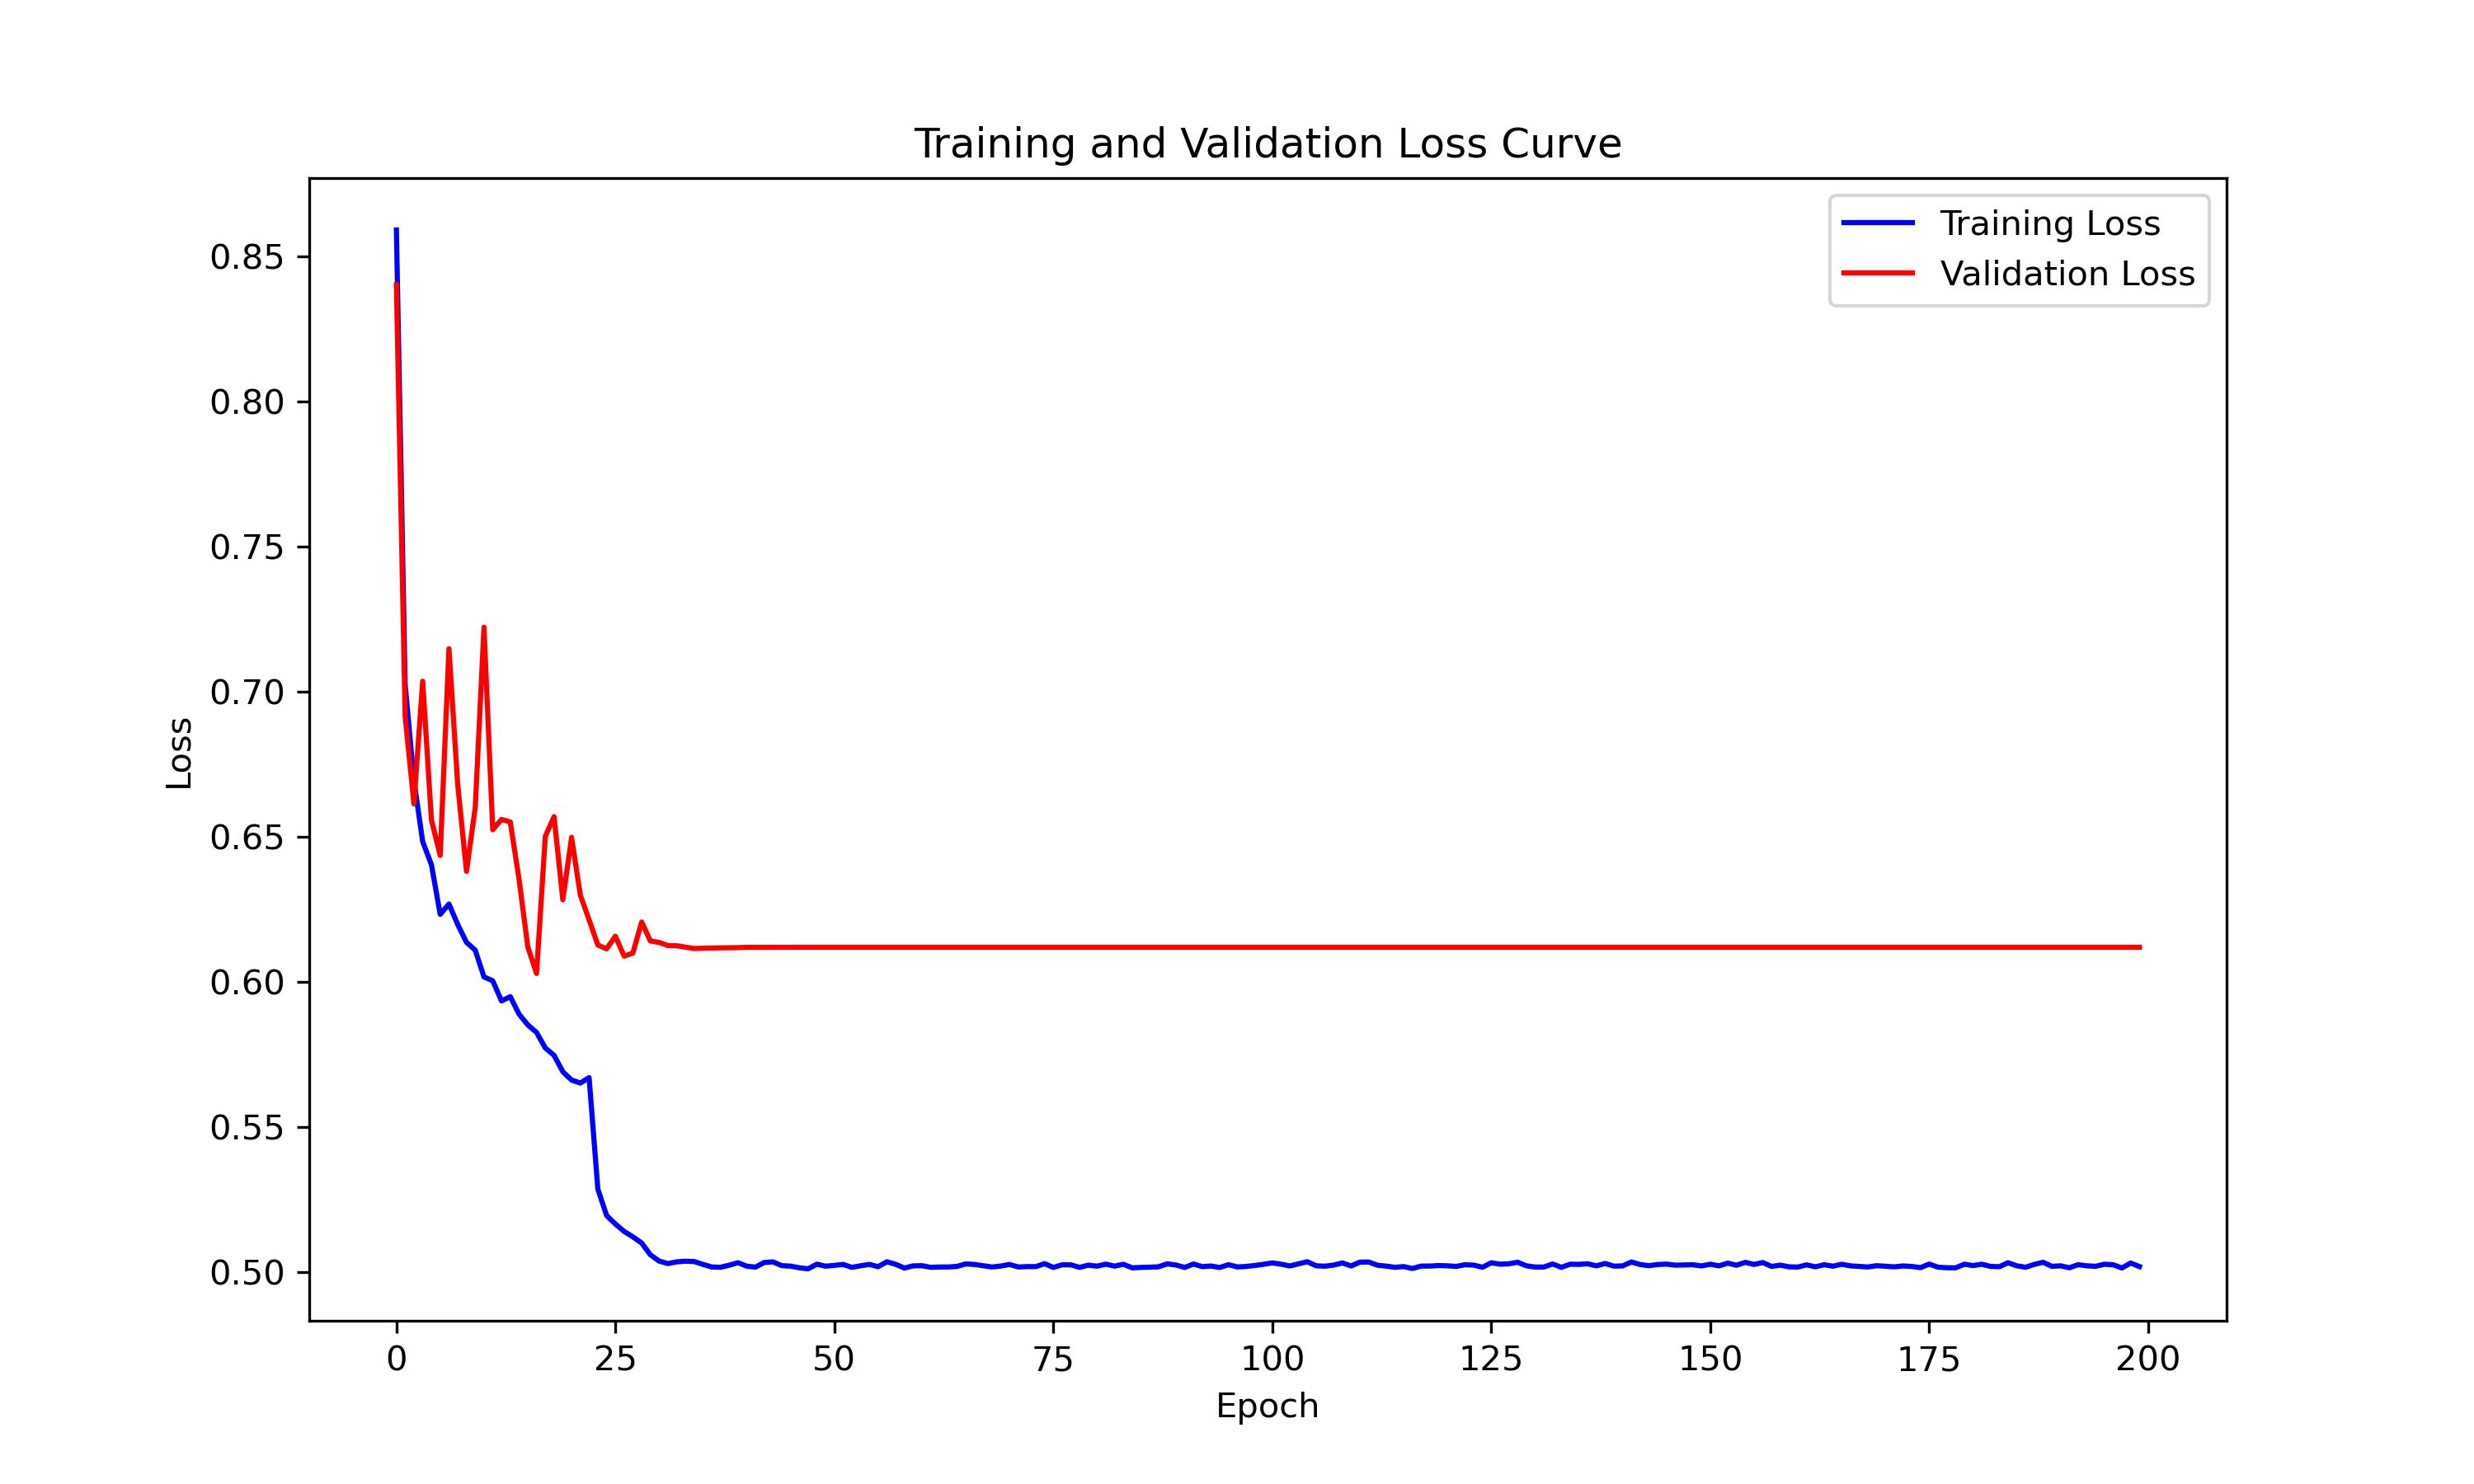 Training and Validation Loss Curve
Training Loss
Validation Loss
0.85
0.80
0.75
0.70
0.65
0.60
0.55
0.50
Loss
0 25 50 75 100 125 150 175 200
Epoch